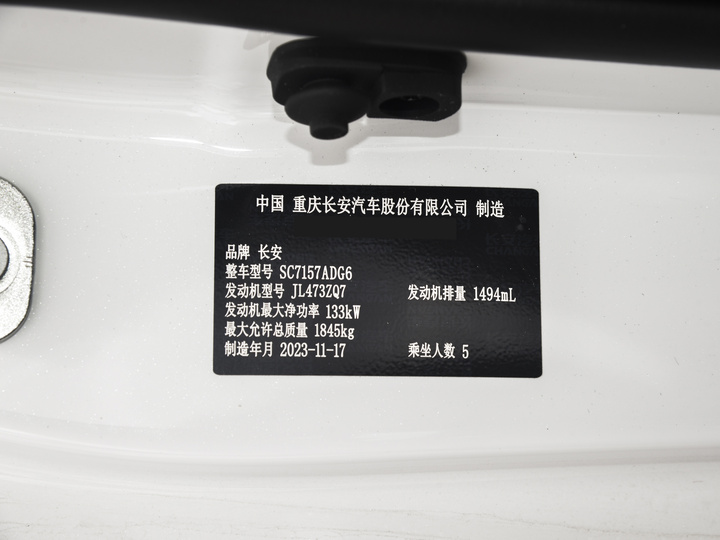 中国 重庆长安汽车股份有限公司 制造
品牌 长安
整车型号 SC7157ADG6
发动机型号 JL473ZQ7 发动机排量 1494mL
发动机最大净功率 133kW
最大允许总质量 1845kg
制造年月 2023-11-17 乘坐人数 5